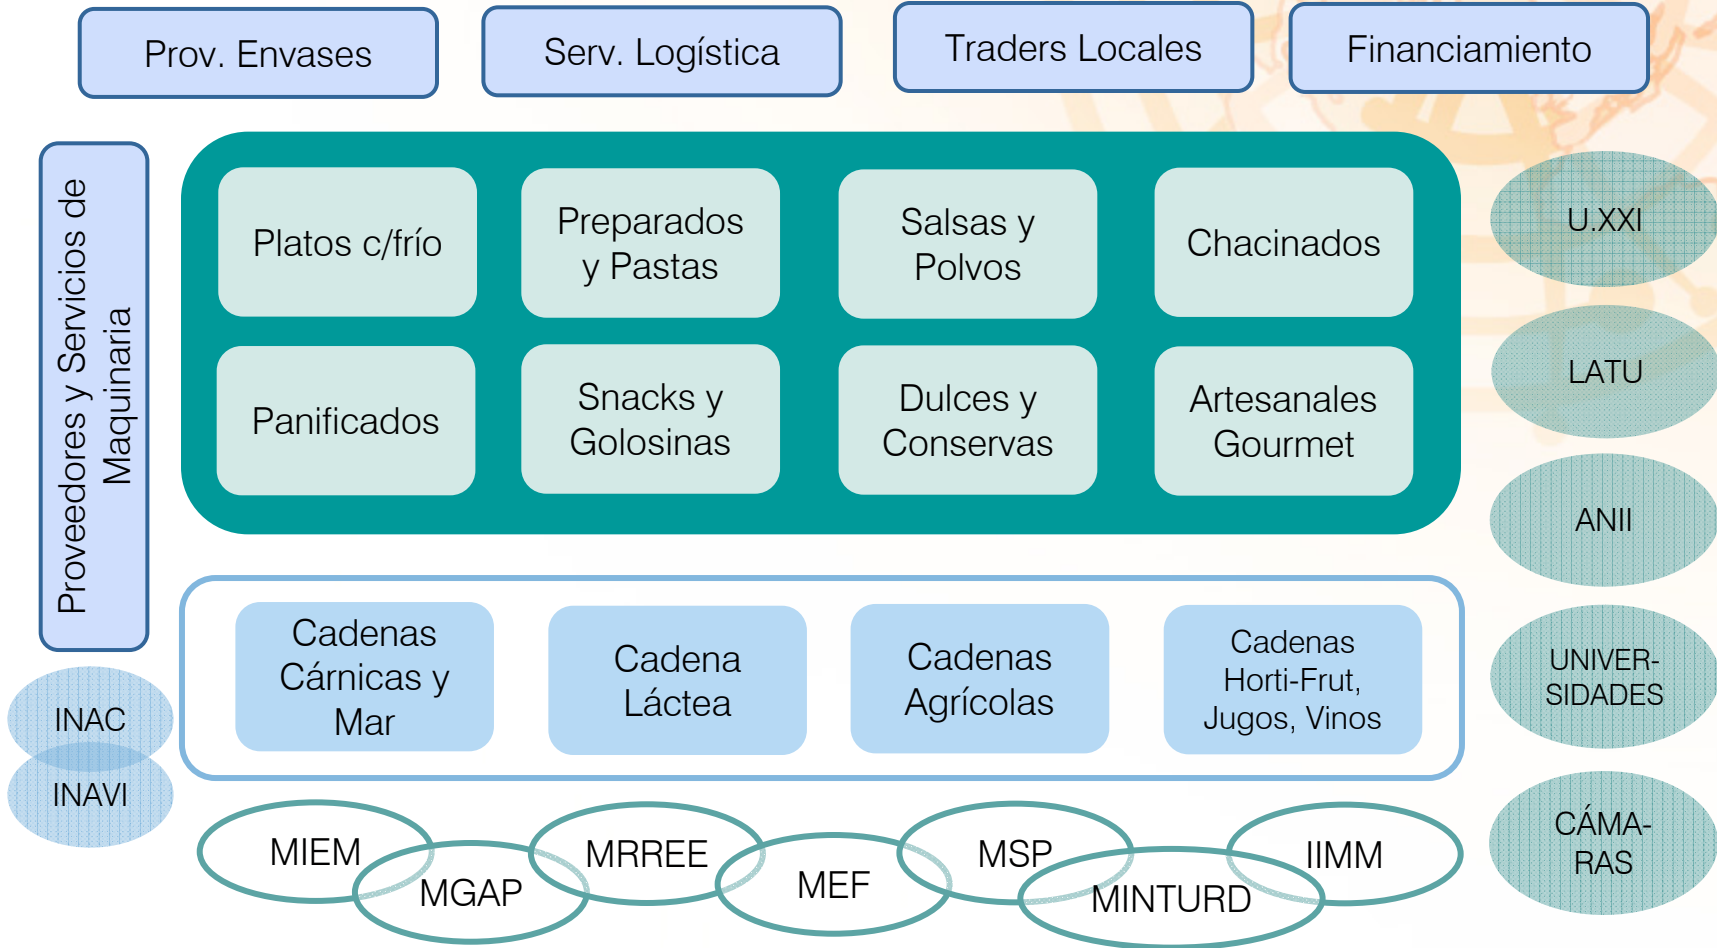 Prov. Envases
Serv. Logística
Traders Locales
Financiamiento
Proveedores y Servicios de
Maquinaria
Platos c/frío
Preparados
y Pastas
Salsas y
Polvos
Chacinados
Panificados
Snacks y
Golosinas
Dulces y
Conservas
Artesanales
Gourmet
U.XXI
LATU
ANII
UNIVER-
SIDADES
CÁMA-
RAS
Cadenas
Cárnicas y
Mar
Cadena
Láctea
Cadenas
Agrícolas
Cadenas
Horti-Frut,
Jugos, Vinos
INAC
INAVI
MIEM
MGAP
MRREE
MEF
MSP
MINTURD
IIMM